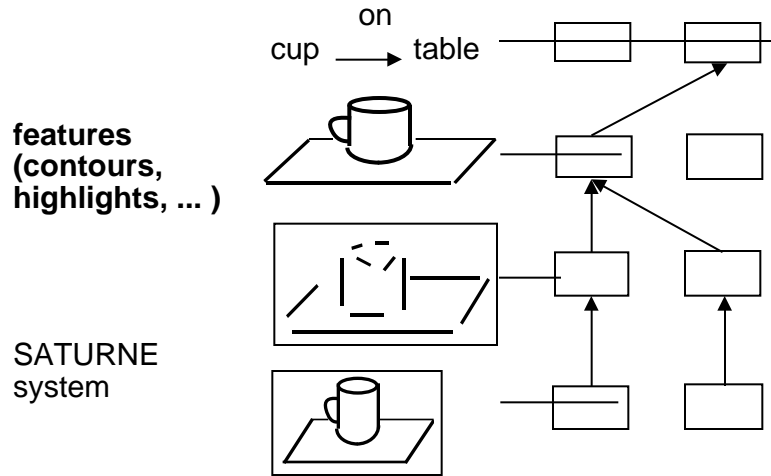 on
cup table
features
(contours,
highlights, ... )
SATURNE
system